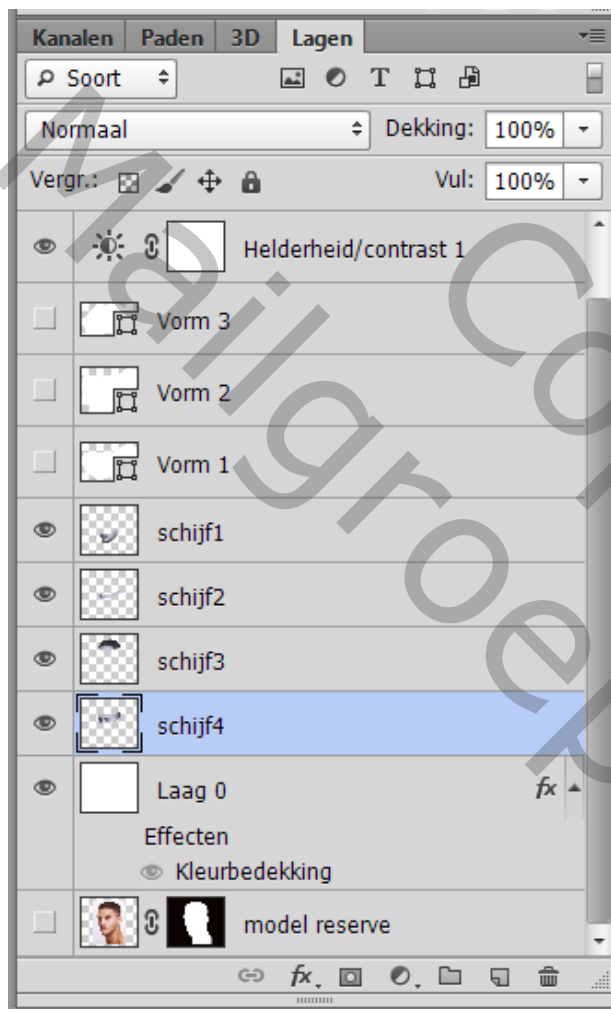 Kanalen Paden 3D Lagen
Soort T
Normaal Dekking: 100%
Vergr.: Vul: 100%
Helderheid/contrast 1
Vorm 3
Vorm 2
Vorm 1
schijf1
schijf2
schijf3
schijf4
Laag 0 fx
Effecten
Kleurbedekking
model reserve
fx
Mailgroep